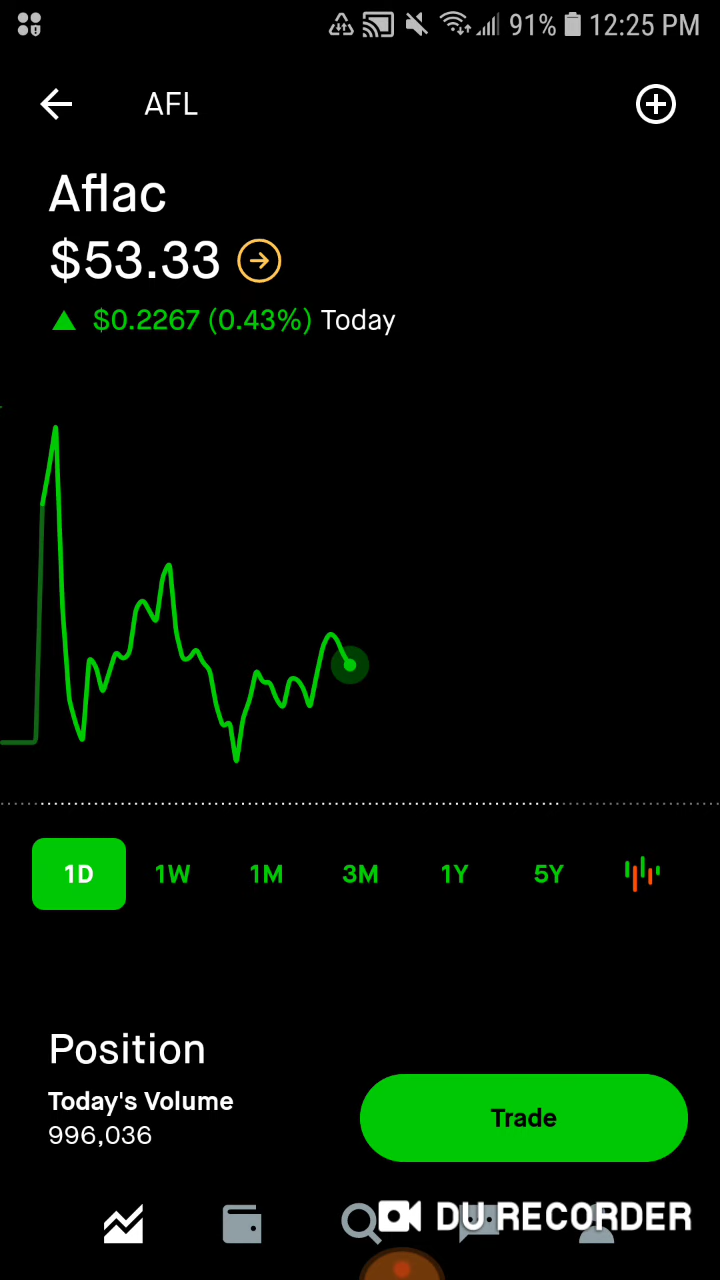 91% 12:25 PM
AFL
Aflac
$53.33
$0.2267 (0.43%) Today
1D 1W 1M 3M 1Y 5Y
Position
Today's Volume
996,036
Trade
DU RECORDER